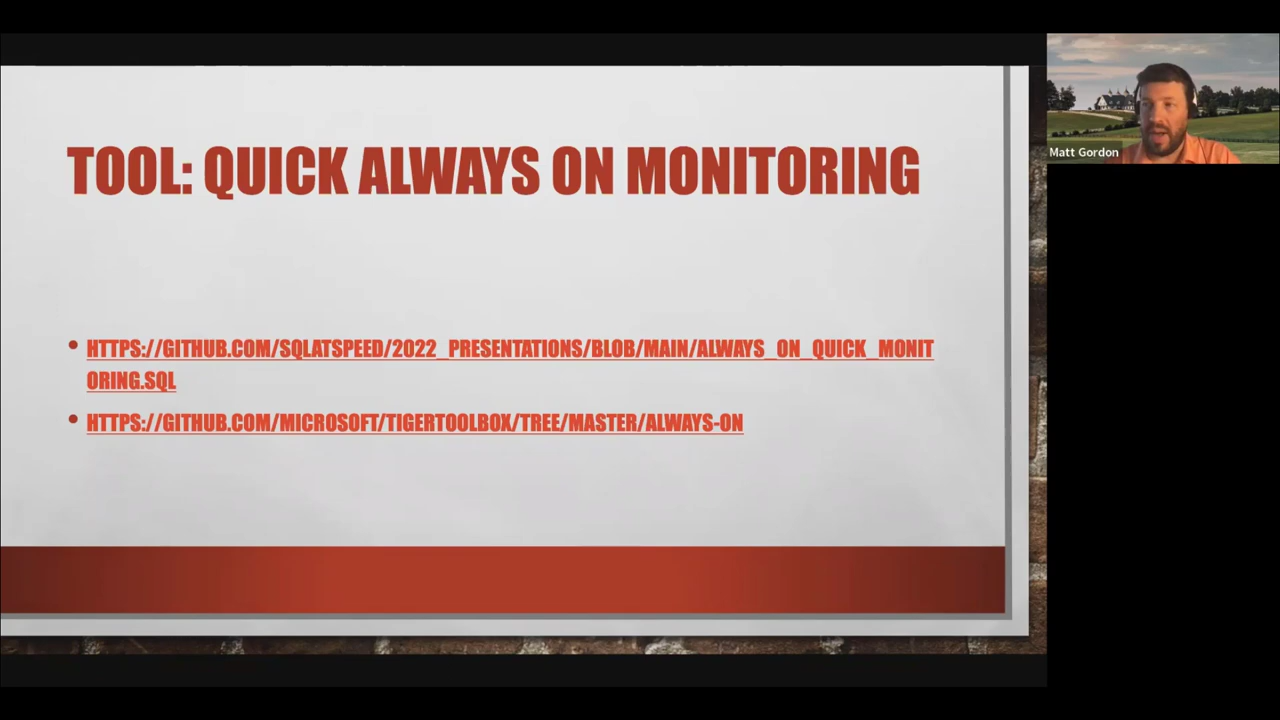 TOOL: QUICK ALWAYS ON MONITORING
Matt Gordon
HTTPS://GITHUB.COM/SQLATSPEED/2022_PRESENTATIONS/BLOB/MAIN/ALWAYS_ON_QUICK_MONIT
ORING.SQL
HTTPS://GITHUB.COM/MICROSOFT/TIGERTOOLBOX/TREE/MASTER/ALWAYS-ON